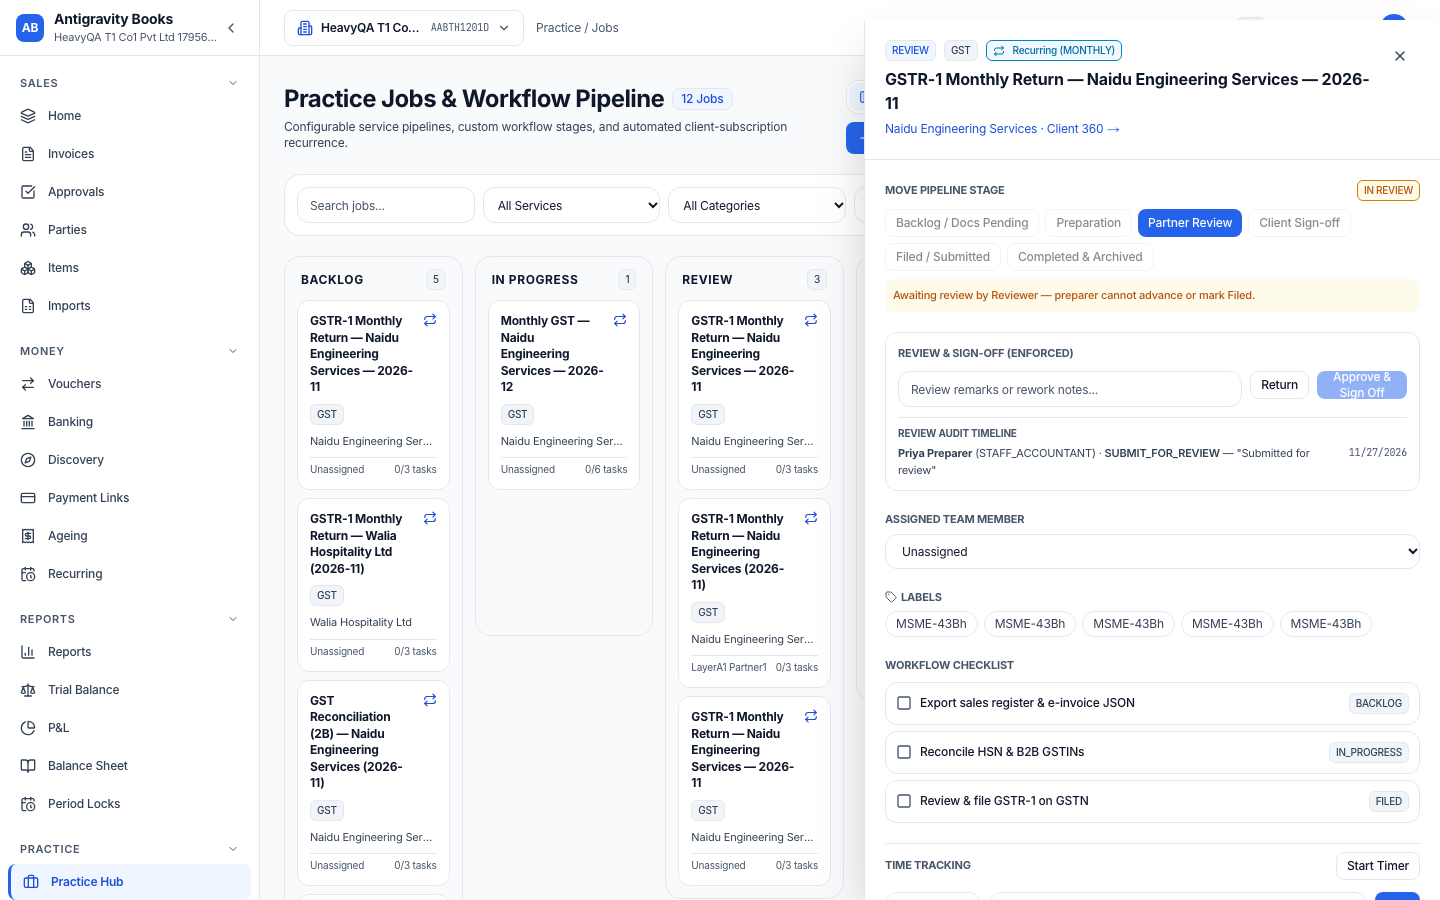 AB
Antigravity Books
HeavyQA T1 Co1 Pvt Ltd 17956...
SALES
Home
Invoices
Approvals
Parties
Items
Imports
MONEY
Vouchers
Banking
Discovery
Payment Links
Ageing
Recurring
REPORTS
Reports
Trial Balance
P&L
Balance Sheet
Period Locks
PRACTICE
Practice Hub
HeavyQA T1 Co... AABTH1201D
Practice / Jobs
Practice Jobs & Workflow Pipeline 12 Jobs
Configurable service pipelines, custom workflow stages, and automated client-subscription
recurrence.
Search jobs...
All Services
All Categories
BACKLOG 5
GSTR-1 Monthly
Return — Naidu
Engineering
Services — 2026-
11
GST
Naidu Engineering Ser...
Unassigned 0/3 tasks
GSTR-1 Monthly
Return — Walia
Hospitality Ltd
(2026-11)
GST
Walia Hospitality Ltd
Unassigned 0/3 tasks
GST
Reconciliation
(2B) — Naidu
Engineering
Services (2026-
11)
GST
Naidu Engineering Ser...
Unassigned 0/3 tasks
IN PROGRESS 1
Monthly GST —
Naidu
Engineering
Services — 2026-
12
GST
Naidu Engineering Ser...
Unassigned 0/6 tasks
REVIEW 3
GSTR-1 Monthly
Return — Naidu
Engineering
Services — 2026-
11
GST
Naidu Engineering Ser...
Unassigned 0/3 tasks
GSTR-1 Monthly
Return — Naidu
Engineering
Services (2026-
11)
GST
Naidu Engineering Ser...
LayerA1 Partner1 0/3 tasks
GSTR-1 Monthly
Return — Naidu
Engineering
Services — 2026-
11
GST
Naidu Engineering Ser...
Unassigned 0/3 tasks
REVIEW GST Recurring (MONTHLY)
GSTR-1 Monthly Return — Naidu Engineering Services — 2026-
11
Naidu Engineering Services · Client 360 →
MOVE PIPELINE STAGE IN REVIEW
Backlog / Docs Pending Preparation Partner Review Client Sign-off
Filed / Submitted Completed & Archived
Awaiting review by Reviewer — preparer cannot advance or mark Filed.
REVIEW & SIGN-OFF (ENFORCED)
Review remarks or rework notes...
Return
Approve &
Sign Off
REVIEW AUDIT TIMELINE
Priya Preparer (STAFF_ACCOUNTANT) · SUBMIT_FOR_REVIEW — "Submitted for 11/27/2026
review"
ASSIGNED TEAM MEMBER
Unassigned
LABELS
MSME-43Bh MSME-43Bh MSME-43Bh MSME-43Bh MSME-43Bh
WORKFLOW CHECKLIST
Export sales register & e-invoice JSON BACKLOG
Reconcile HSN & B2B GSTINs IN_PROGRESS
Review & file GSTR-1 on GSTN FILED
TIME TRACKING Start Timer